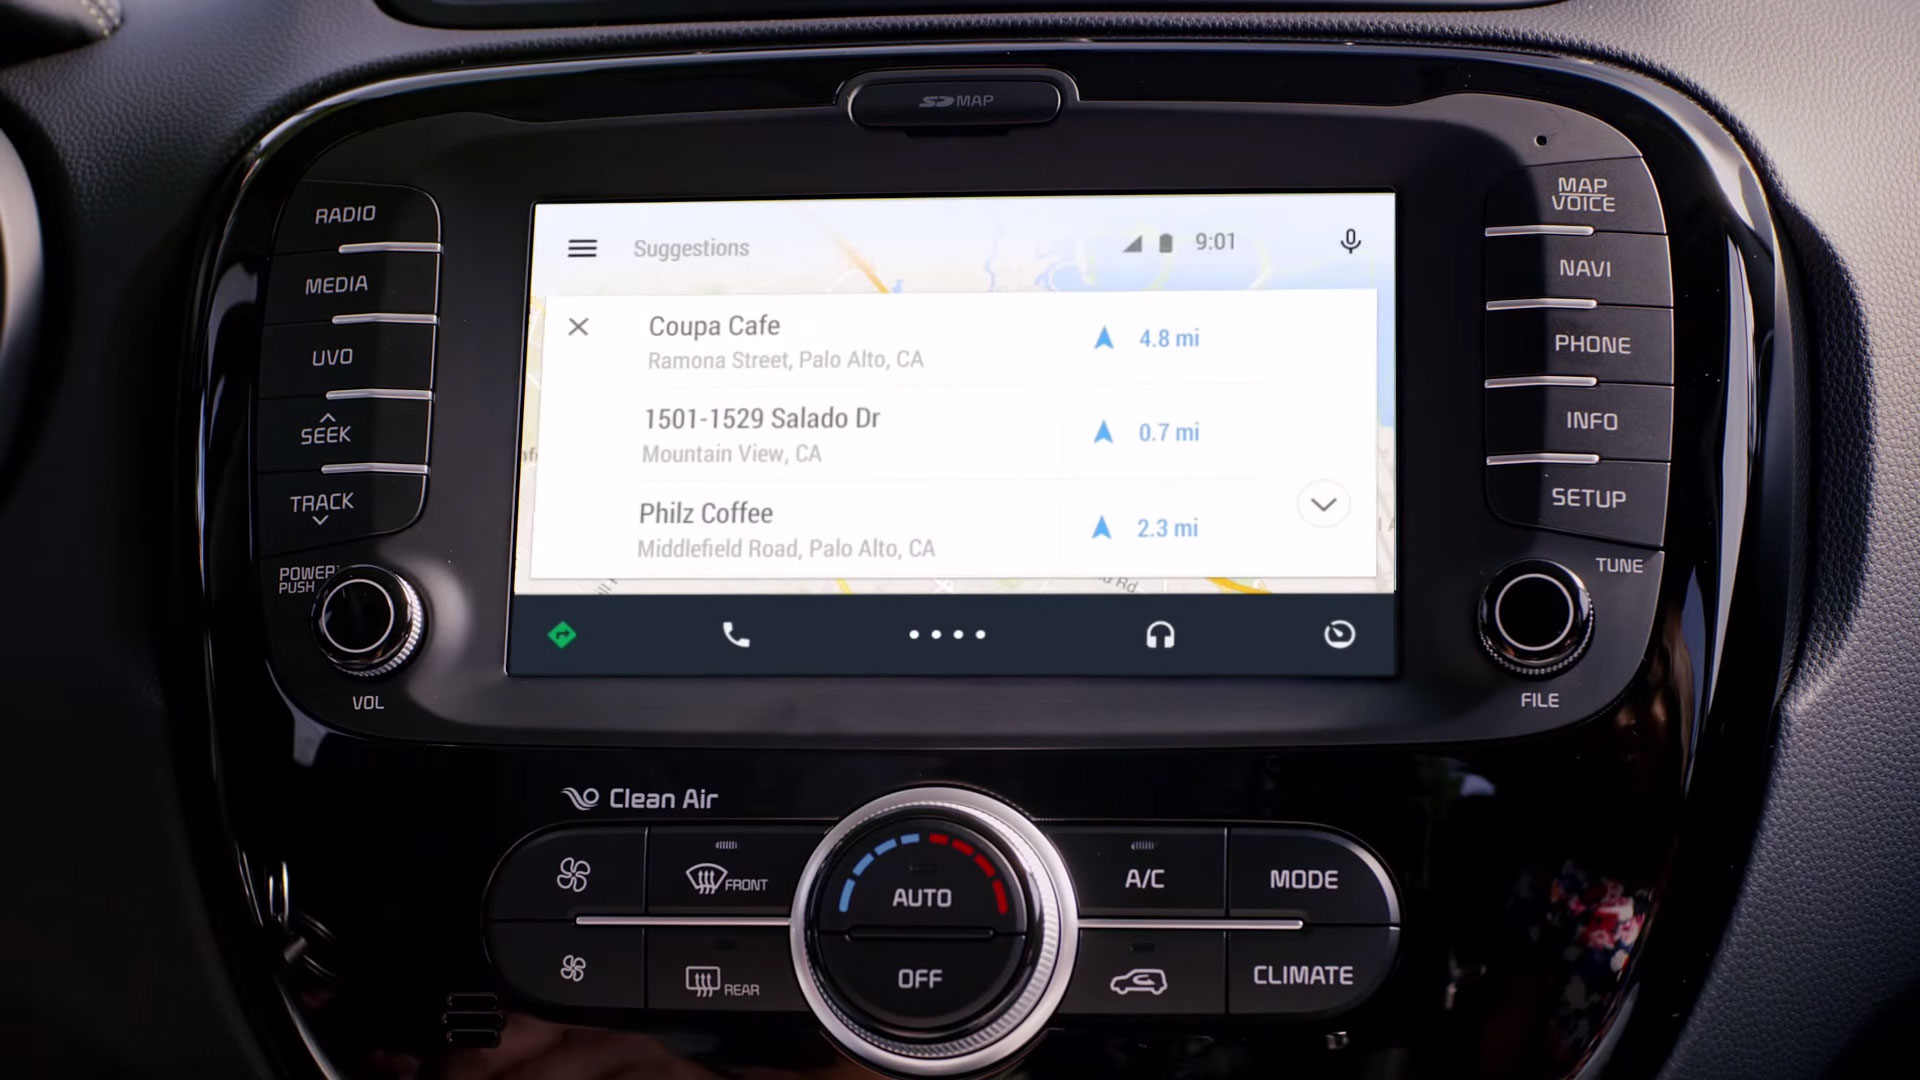 SD MAP
RADIO
MEDIA
UVO
SEEK
TRACK
POWER
PUSH
VOL
Suggestions
9:01
Coupa Cafe
Ramona Street, Palo Alto, CA
4.8 mi
1501-1529 Salado Dr
Mountain View, CA
0.7 mi
Philz Coffee
Middlefield Road, Palo Alto, CA
2.3 mi
Rd
MAP
VOICE
NAVI
PHONE
INFO
SETUP
TUNE
FILE
Clean Air
FRONT
AUTO
A/C
MODE
REAR
OFF
CLIMATE